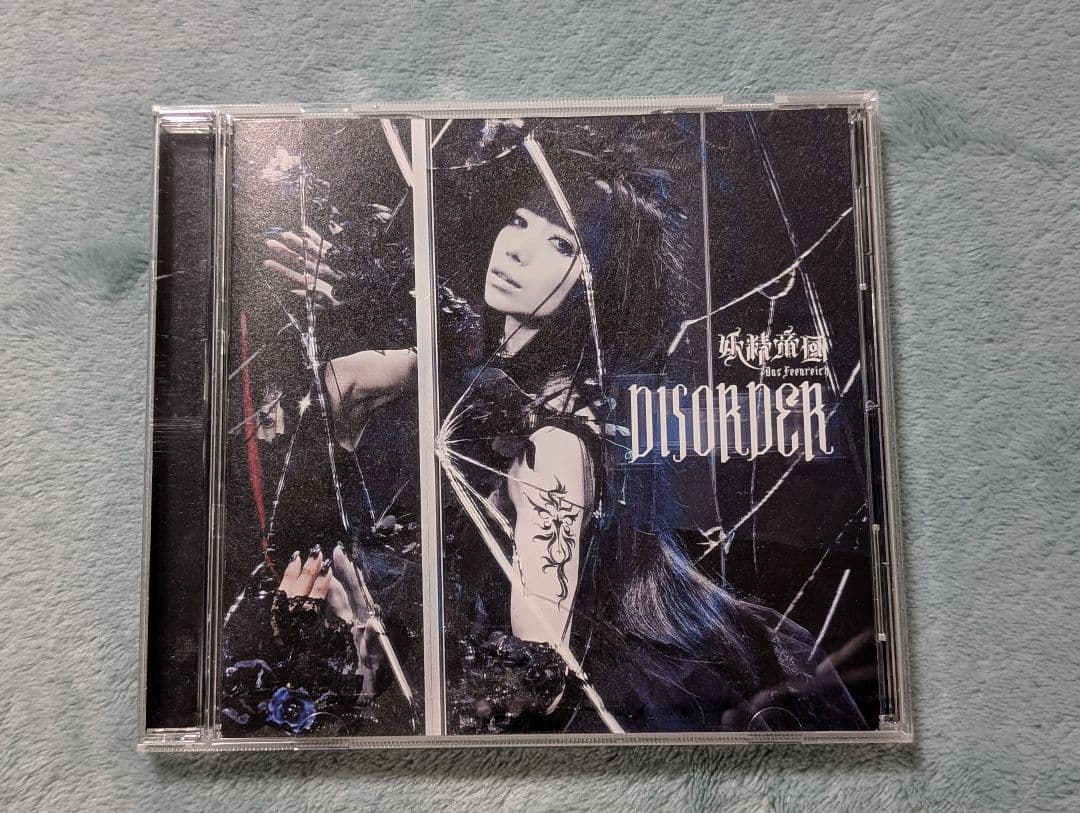 妖精帝國
Das Feenreich
DISORDER